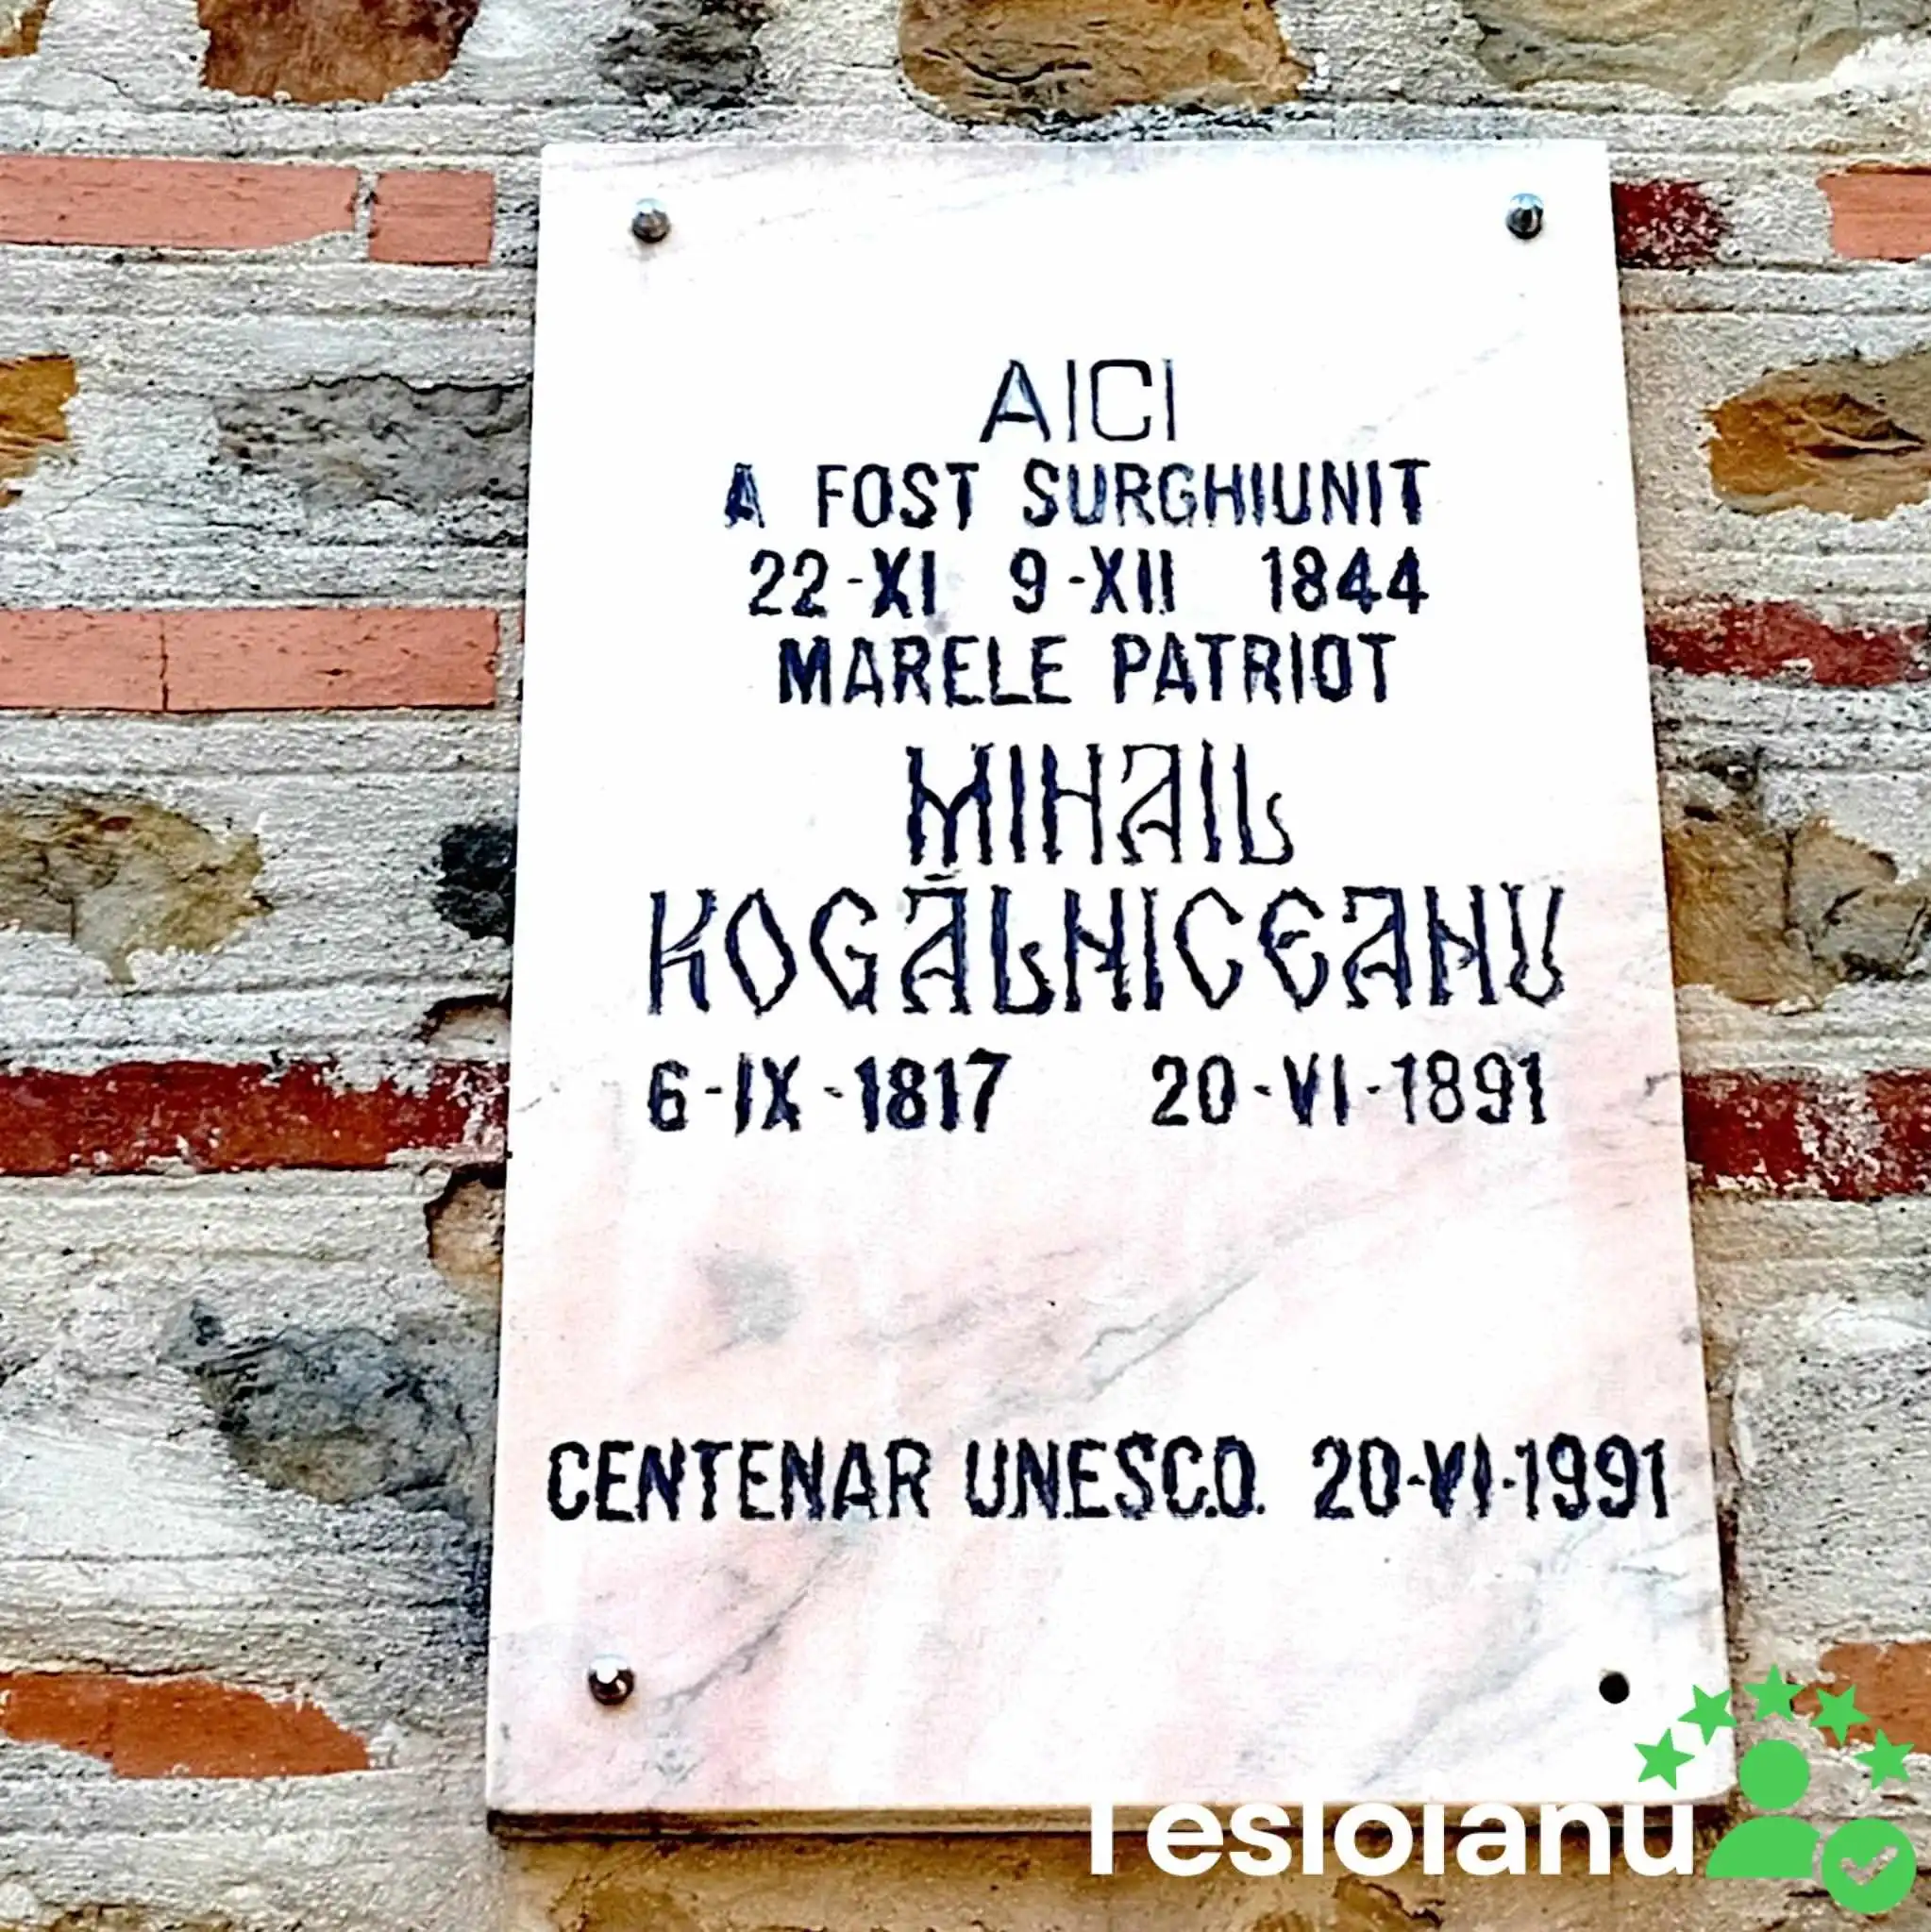 AICI
A FOST SURGHIUNIT
22-XI 9-XII 1844
MARELE PATRIOT
MIHAIL
KOGĂLNICEANU
6-IX-1817 20-VI-1891
CENTENAR U.N.E.S.C.O. 20-VI-1991
Tesloianu